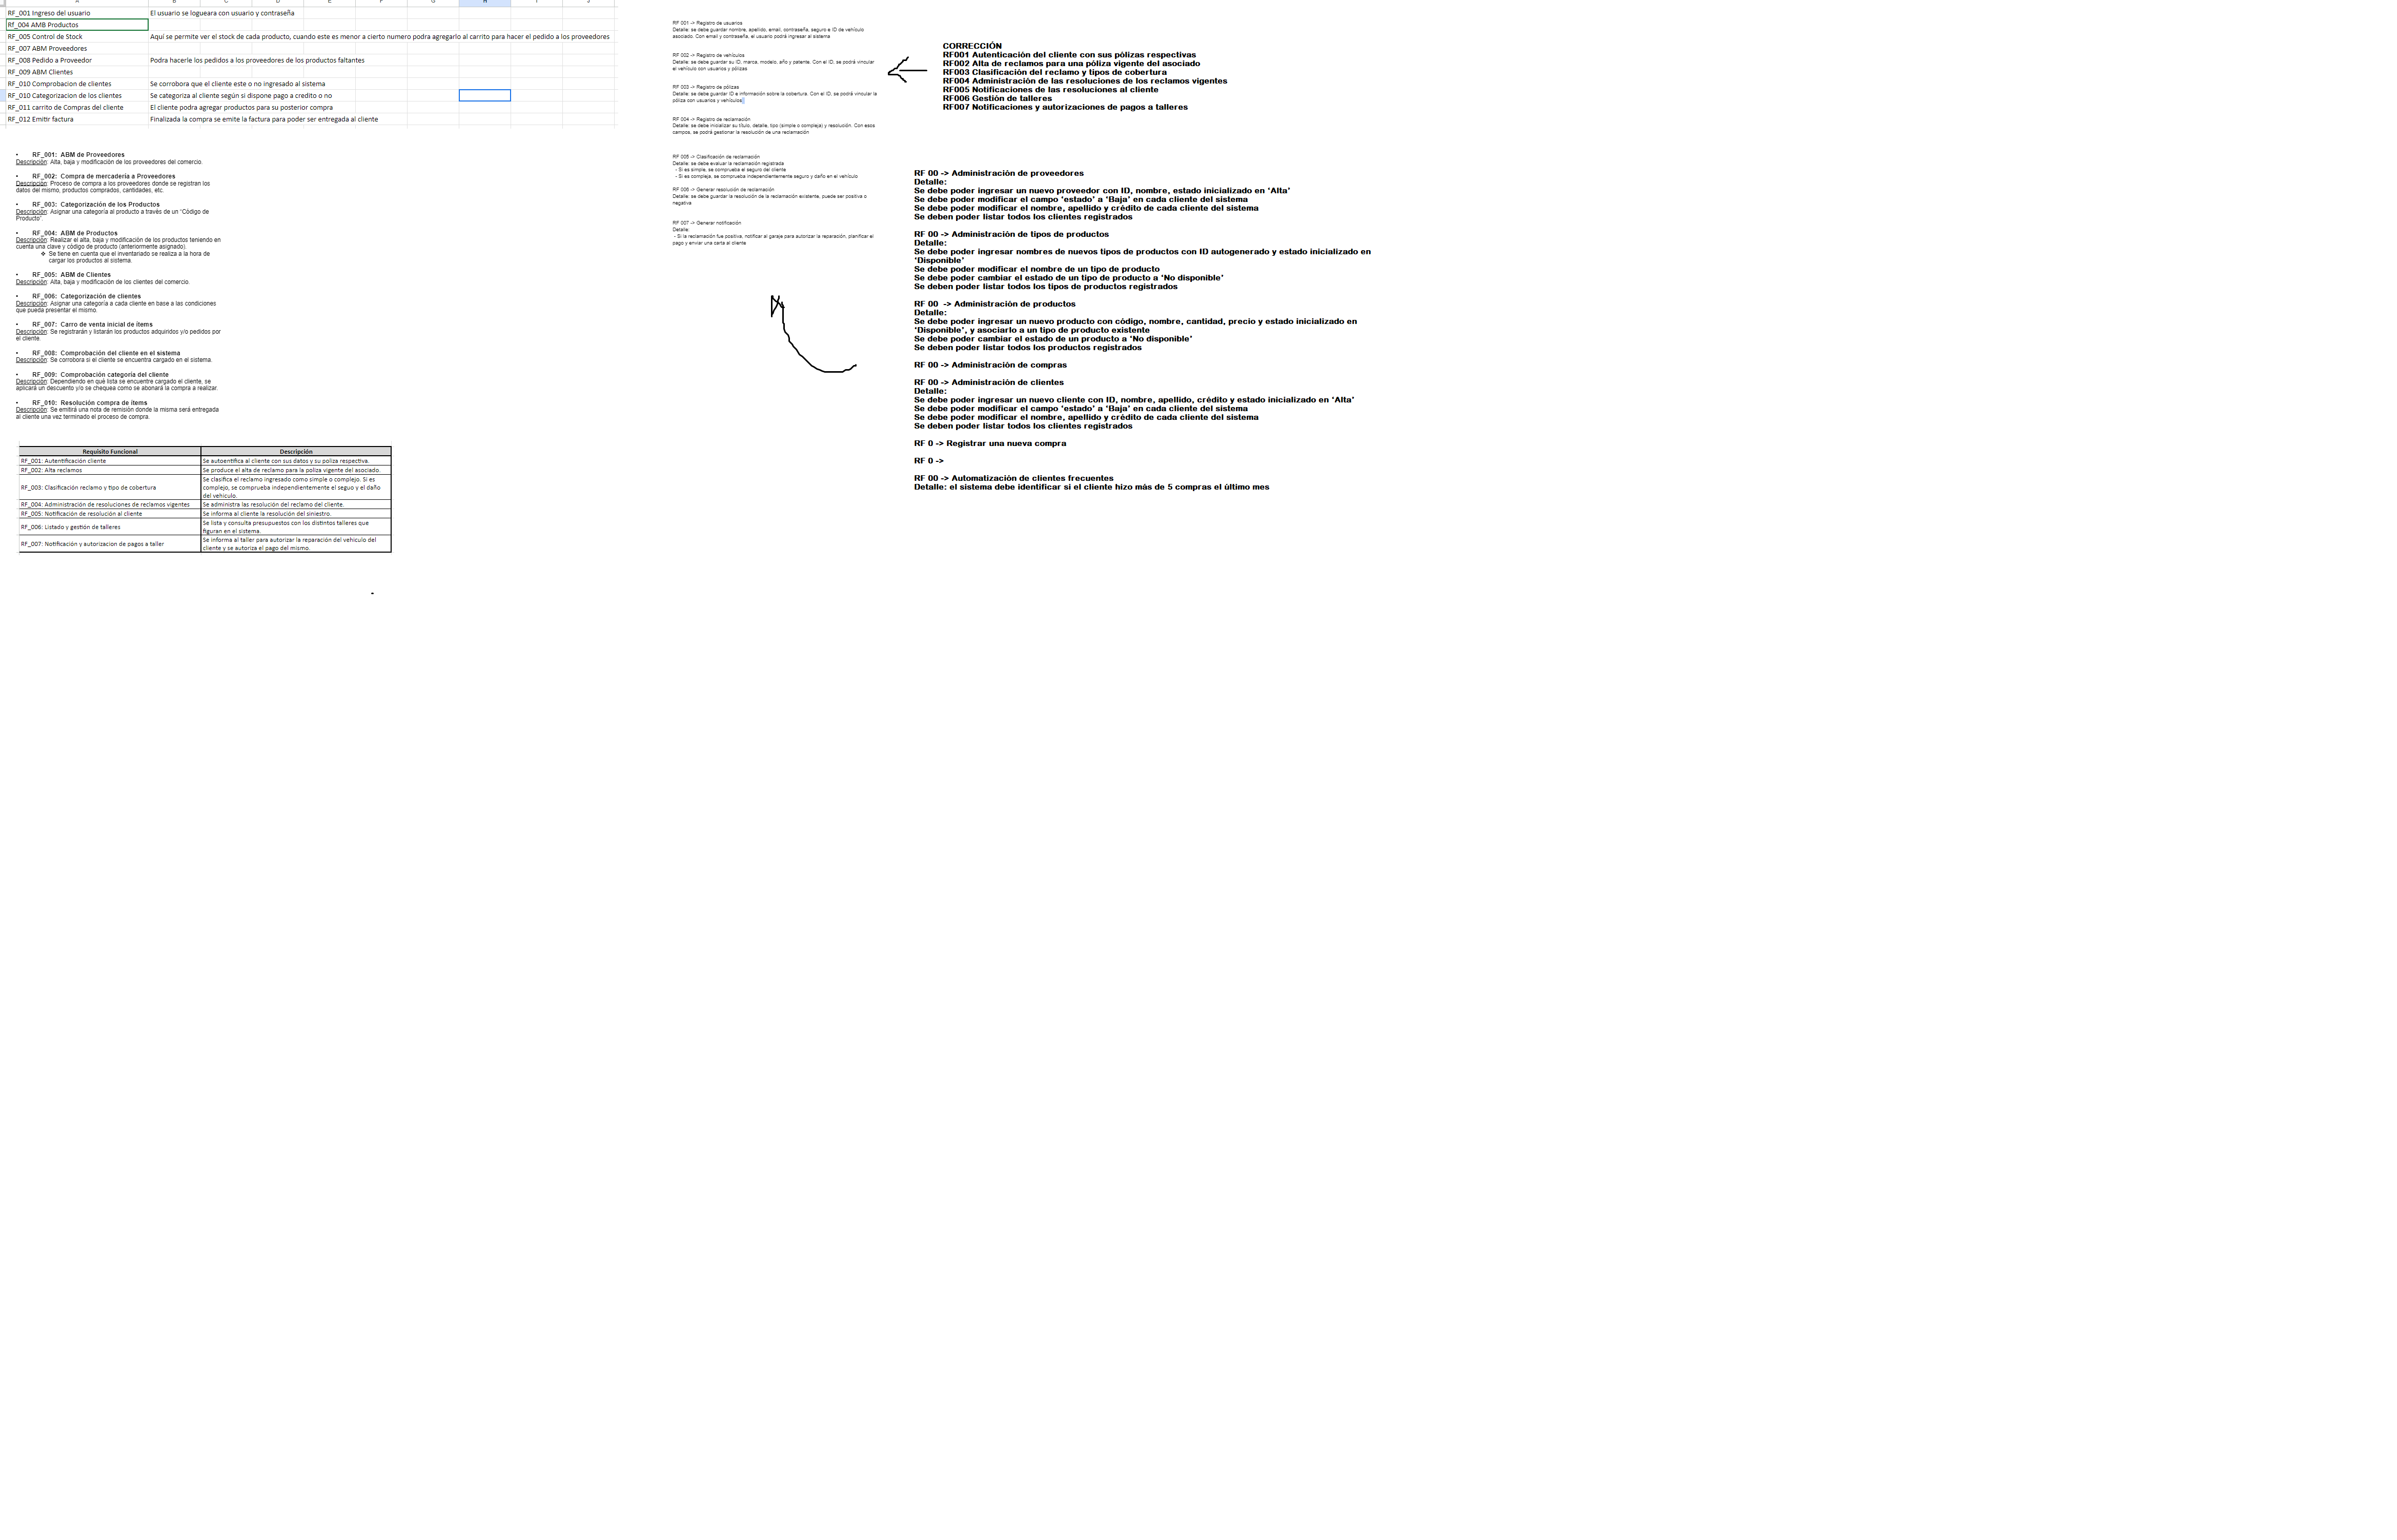 A B C D E F G H I J
RF_001 Ingreso del usuario El usuario se logueara con usuario y contraseña
Rf_004 AMB Productos
RF_005 Control de Stock Aquí se permite ver el stock de cada producto, cuando este es menor a cierto numero podra agregarlo al carrito para hacer el pedido a los proveedores
RF_007 ABM Proveedores
RF_008 Pedido a Proveedor Podra hacerle los pedidos a los proveedores de los productos faltantes
RF_009 ABM Clientes
RF_010 Comprobacion de clientes Se corrobora que el cliente este o no ingresado al sistema
RF_010 Categorizacion de los clientes Se categoriza al cliente según si dispone pago a credito o no
RF_011 carrito de Compras del cliente El cliente podra agregar productos para su posterior compra
RF_012 Emitir factura Finalizada la compra se emite la factura para poder ser entregada al cliente
• RF_001: ABM de Proveedores
Descripción: Alta, baja y modificación de los proveedores del comercio.
• RF_002: Compra de mercadería a Proveedores
Descripción: Proceso de compra a los proveedores donde se registran los
datos del mismo, productos comprados, cantidades, etc.
• RF_003: Categorización de los Productos
Descripción: Asignar una categoría al producto a través de un "Código de
Producto".
• RF_004: ABM de Productos
Descripción: Realizar el alta, baja y modificación de los productos teniendo en
cuenta una clave y código de producto (anteriormente asignado).
❖ Se tiene en cuenta que el inventariado se realiza a la hora de
cargar los productos al sistema.
• RF_005: ABM de Clientes
Descripción: Alta, baja y modificación de los clientes del comercio.
• RF_006: Categorización de clientes
Descripción: Asignar una categoría a cada cliente en base a las condiciones
que pueda presentar el mismo.
• RF_007: Carro de venta inicial de ítems
Descripción: Se registrarán y listarán los productos adquiridos y/o pedidos por
el cliente.
• RF_008: Comprobación del cliente en el sistema
Descripción: Se corrobora si el cliente se encuentra cargado en el sistema.
• RF_009: Comprobación categoría del cliente
Descripción: Dependiendo en qué lista se encuentre cargado el cliente, se
aplicará un descuento y/o se chequea como se abonará la compra a realizar.
• RF_010: Resolución compra de ítems
Descripción: Se emitirá una nota de remisión donde la misma será entregada
al cliente una vez terminado el proceso de compra.
Requisito Funcional Descripción
RF_001: Autentificación cliente Se autoentifica al cliente con sus datos y su poliza respectiva.
RF_002: Alta reclamos Se produce el alta de reclamo para la poliza vigente del asociado.
RF_003: Clasificación reclamo y tipo de cobertura Se clasifica el reclamo ingresado como simple o complejo. Si es
complejo, se comprueba independientemente el seguo y el daño
del vehiculo.
RF_004: Administración de resoluciones de reclamos vigentes Se administra las resolución del reclamo del cliente.
RF_005: Notificación de resolución al cliente Se informa al cliente la resolución del siniestro.
RF_006: Listado y gestión de talleres Se lista y consulta presupuestos con los distintos talleres que
figuran en el sistema.
RF_007: Notificación y autorizacion de pagos a taller Se informa al taller para autorizar la reparación del vehiculo del
cliente y se autoriza el pago del mismo.
RF 001 -> Registro de usuarios
Detalle: se debe guardar nombre, apellido, email, contraseña, seguro e ID de vehículo
asociado. Con email y contraseña, el usuario podrá ingresar al sistema
RF 002 -> Registro de vehículos
Detalle: se debe guardar su ID, marca, modelo, año y patente. Con el ID, se podrá vincular
el vehículo con usuarios y pólizas
RF 003 -> Registro de pólizas
Detalle: se debe guardar ID e información sobre la cobertura. Con el ID, se podrá vincular la
póliza con usuarios y vehículos
RF 004 -> Registro de reclamación
Detalle: se debe inicializar su título, detalle, tipo (simple o compleja) y resolución. Con esos
campos, se podrá gestionar la resolución de una reclamación
RF 005 -> Clasificación de reclamación
Detalle: se debe evaluar la reclamación registrada
- Si es simple, se comprueba el seguro del cliente
- Si es compleja, se comprueba independientemente seguro y daño en el vehículo
RF 006 -> Generar resolución de reclamación
Detalle: se debe guardar la resolución de la reclamación existente, puede ser positiva o
negativa
RF 007 -> Generar notificación
Detalle:
- Si la reclamación fue positiva, notificar al garaje para autorizar la reparación, planificar el
pago y enviar una carta al cliente
CORRECCIÓN
RF001 Autenticación del cliente con sus pólizas respectivas
RF002 Alta de reclamos para una póliza vigente del asociado
RF003 Clasificación del reclamo y tipos de cobertura
RF004 Administración de las resoluciones de los reclamos vigentes
RF005 Notificaciones de las resoluciones al cliente
RF006 Gestión de talleres
RF007 Notificaciones y autorizaciones de pagos a talleres
RF 00 -> Administración de proveedores
Detalle:
Se debe poder ingresar un nuevo proveedor con ID, nombre, estado inicializado en 'Alta'
Se debe poder modificar el campo 'estado' a 'Baja' en cada cliente del sistema
Se debe poder modificar el nombre, apellido y crédito de cada cliente del sistema
Se deben poder listar todos los clientes registrados
RF 00 -> Administración de tipos de productos
Detalle:
Se debe poder ingresar nombres de nuevos tipos de productos con ID autogenerado y estado inicializado en
'Disponible'
Se debe poder modificar el nombre de un tipo de producto
Se debe poder cambiar el estado de un tipo de producto a 'No disponible'
Se deben poder listar todos los tipos de productos registrados
RF 00 -> Administración de productos
Detalle:
Se debe poder ingresar un nuevo producto con código, nombre, cantidad, precio y estado inicializado en
'Disponible', y asociarlo a un tipo de producto existente
Se debe poder cambiar el estado de un producto a 'No disponible'
Se deben poder listar todos los productos registrados
RF 00 -> Administración de compras
RF 00 -> Administración de clientes
Detalle:
Se debe poder ingresar un nuevo cliente con ID, nombre, apellido, crédito y estado inicializado en 'Alta'
Se debe poder modificar el campo 'estado' a 'Baja' en cada cliente del sistema
Se debe poder modificar el nombre, apellido y crédito de cada cliente del sistema
Se deben poder listar todos los clientes registrados
RF 0 -> Registrar una nueva compra
RF 0 ->
RF 00 -> Automatización de clientes frecuentes
Detalle: el sistema debe identificar si el cliente hizo más de 5 compras el último mes